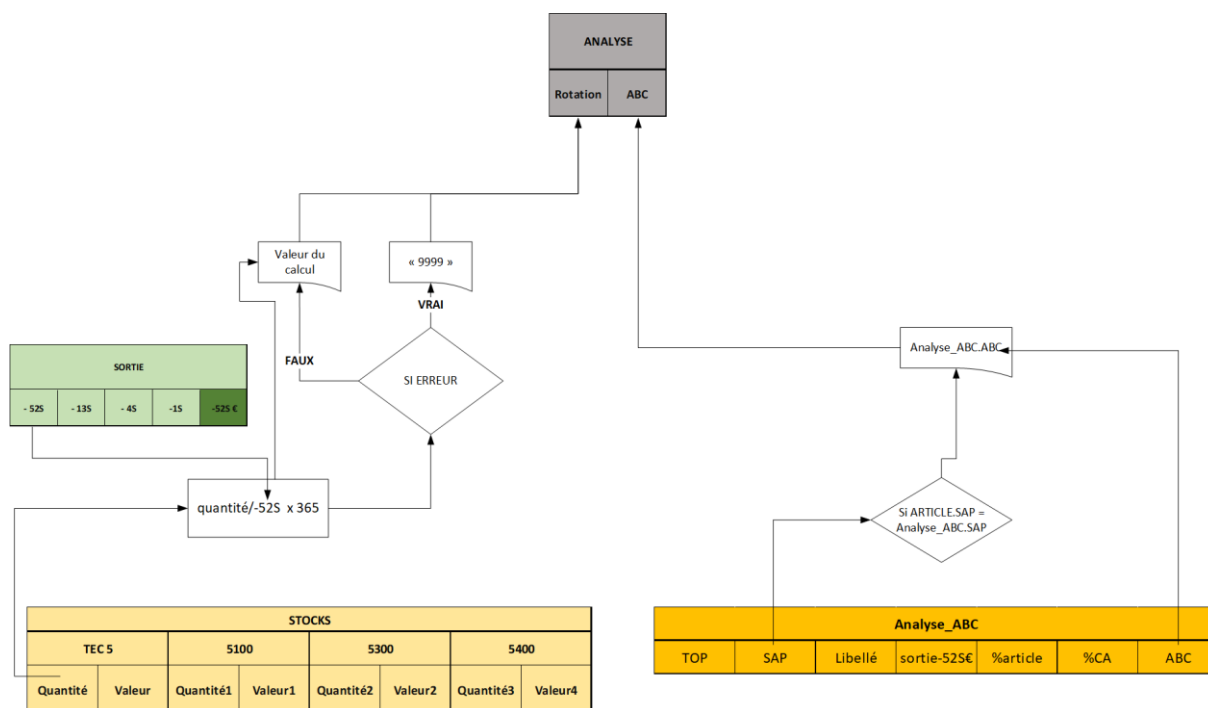 ANALYSE
Rotation ABC
Valeur du
calcul
« 9999 »
VRAI
FAUX
SI ERREUR
Analyse_ABC.ABC
SORTIE
- 52S - 13S - 4S -1S -52S €
quantité/-52S x 365
Si ARTICLE.SAP =
Analyse_ABC.SAP
STOCKS
TEC 5 5100 5300 5400
Quantité Valeur Quantité1 Valeur1 Quantité2 Valeur2 Quantité3 Valeur4
Analyse_ABC
TOP SAP Libellé sortie-52S€ %article %CA ABC